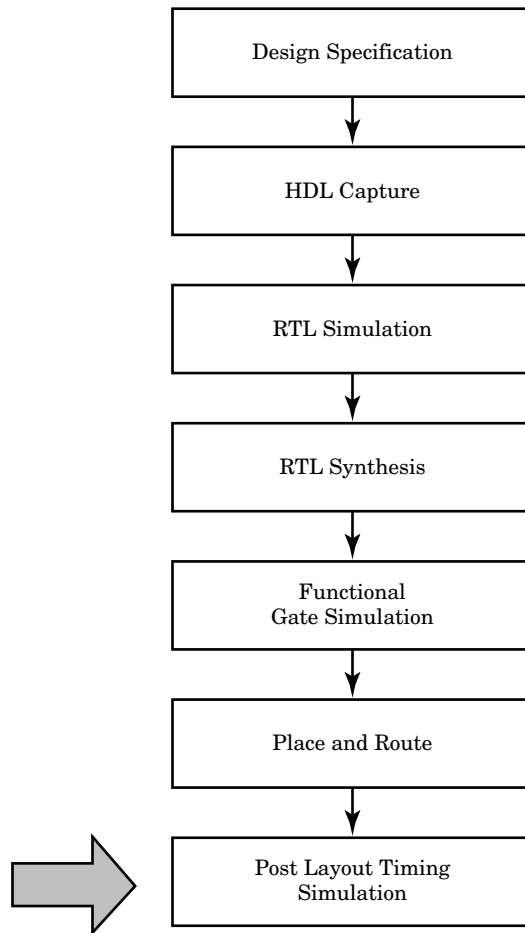 Design Specification
HDL Capture
RTL Simulation
RTL Synthesis
Functional
Gate Simulation
Place and Route
Post Layout Timing
Simulation